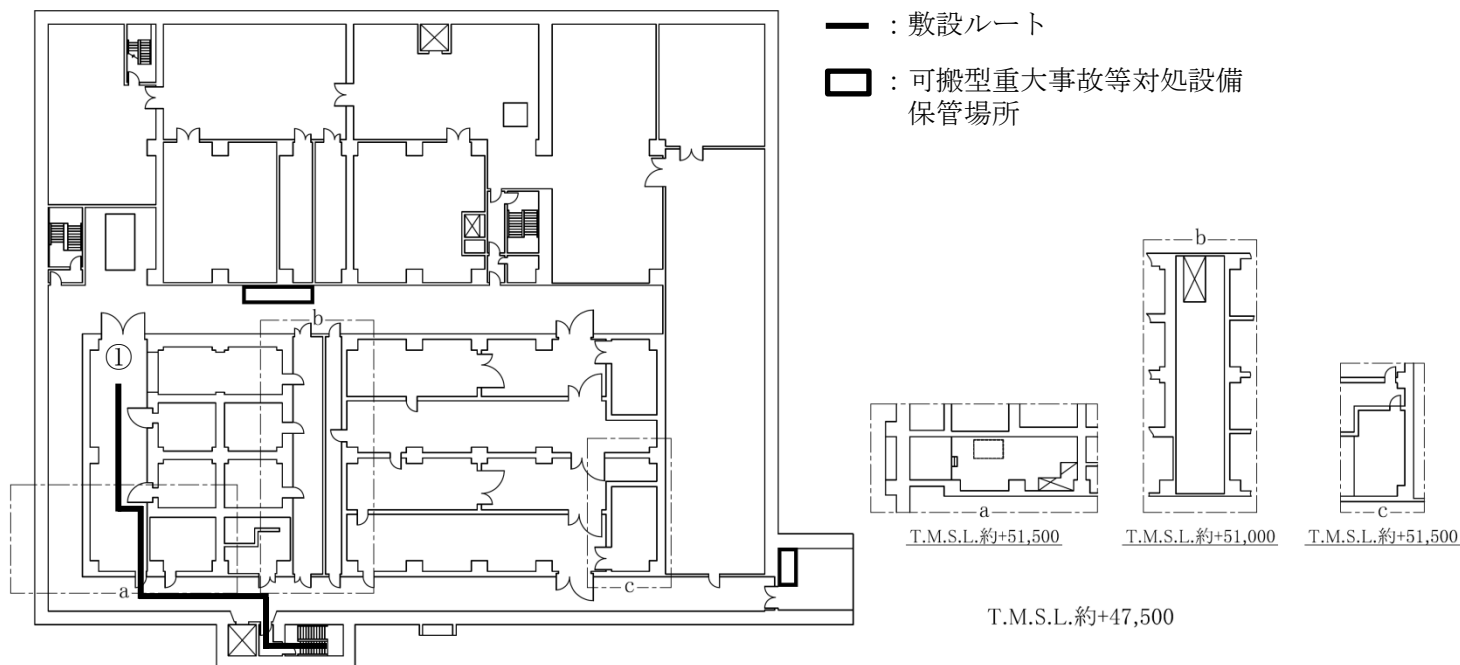 ：敷設ルート
：可搬型重大事故等対処設備
保管場所
①
b
a
c
b
a
c
T.M.S.L.約+51,500
T.M.S.L.約+51,000
T.M.S.L.約+51,500
T.M.S.L.約+47,500